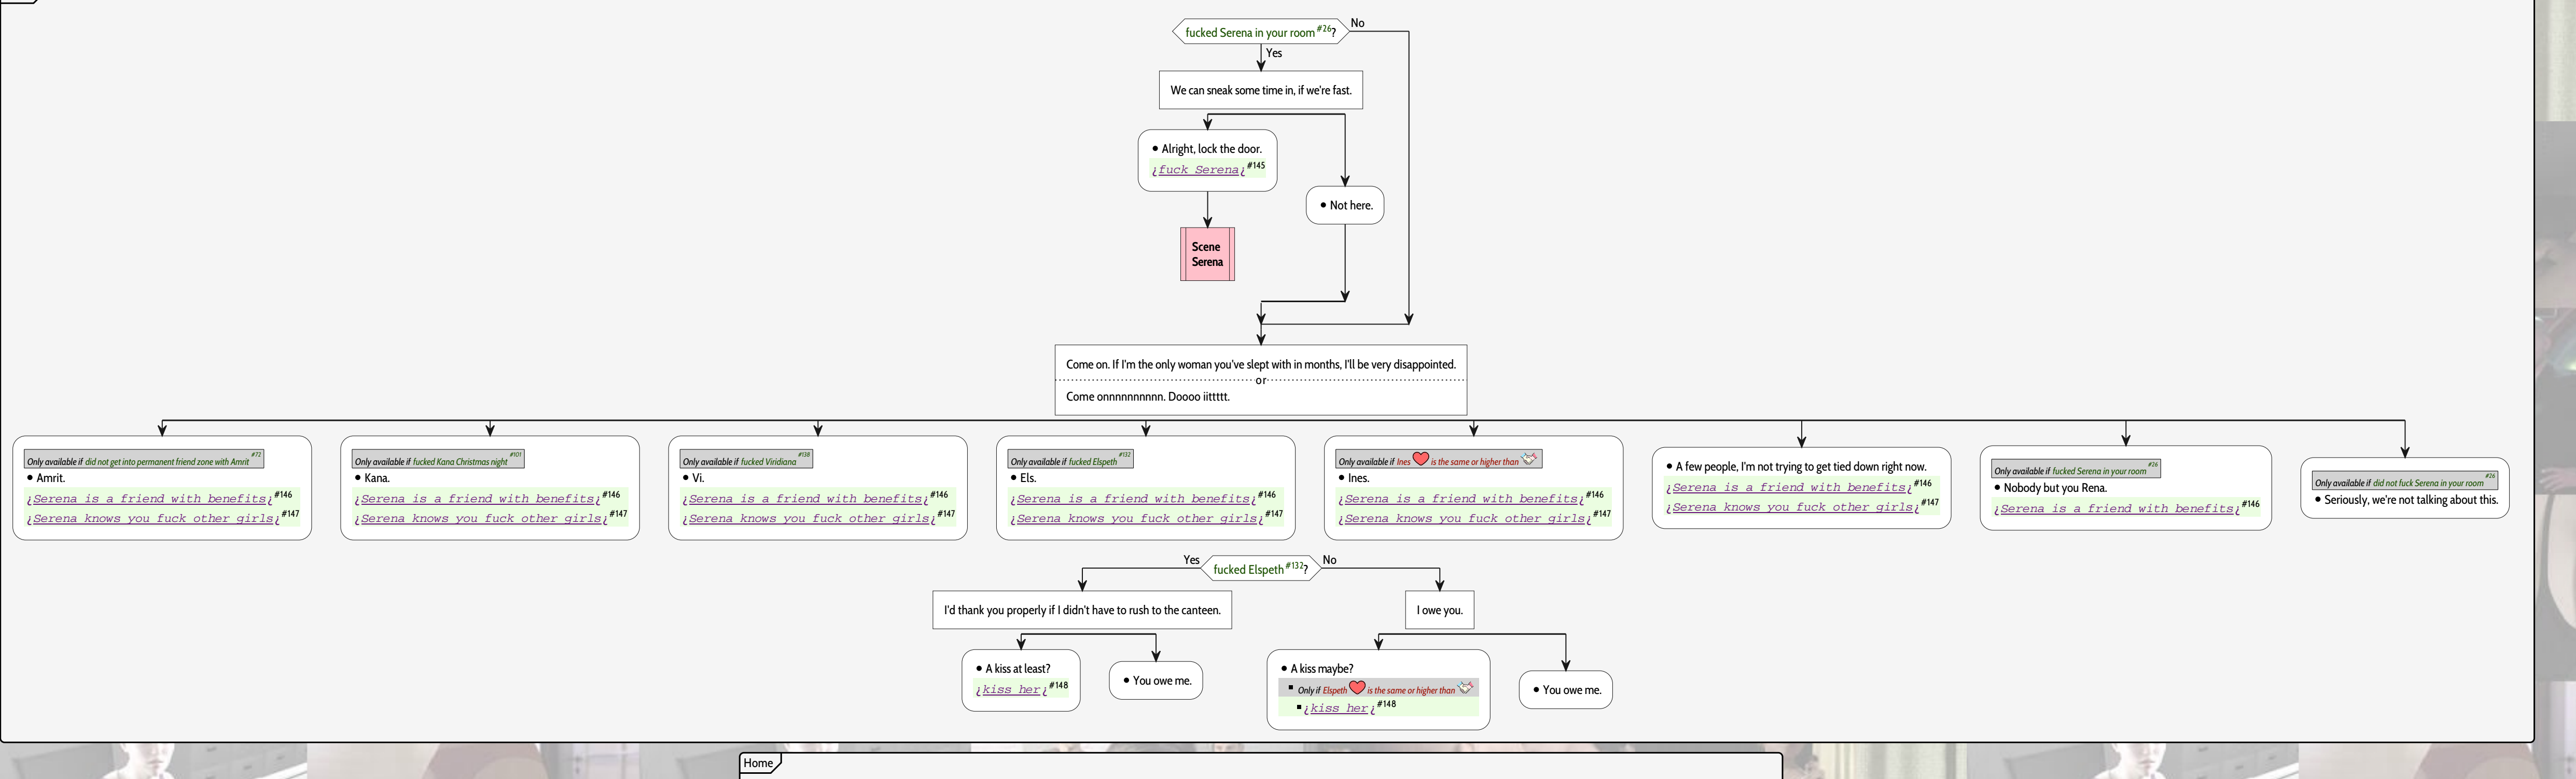 fucked Serena in your room #26?
No
Yes
We can sneak some time in, if we're fast.
● Alright, lock the door.
¿fuck Serena¿ #145
● Not here.
Scene
Serena
Come on. If I'm the only woman you've slept with in months, I'll be very disappointed.
or
Come onnnnnnnnnn. Doooo iittttt.
Only available if did not get into permanent friend zone with Amrit #72
● Amrit.
¿Serena is a friend with benefits¿ #146
¿Serena knows you fuck other girls¿ #147
Only available if fucked Kana Christmas night #101
● Kana.
¿Serena is a friend with benefits¿ #146
¿Serena knows you fuck other girls¿ #147
Only available if fucked Viridiana #138
● Vi.
¿Serena is a friend with benefits¿ #146
¿Serena knows you fuck other girls¿ #147
Only available if fucked Elspeth #132
● Els.
¿Serena is a friend with benefits¿ #146
¿Serena knows you fuck other girls¿ #147
Only available if Ines ❤ is the same or higher than 🤝
● Ines.
¿Serena is a friend with benefits¿ #146
¿Serena knows you fuck other girls¿ #147
● A few people, I'm not trying to get tied down right now.
¿Serena is a friend with benefits¿ #146
¿Serena knows you fuck other girls¿ #147
Only available if fucked Serena in your room #26
● Nobody but you Rena.
¿Serena is a friend with benefits¿ #146
Only available if did not fuck Serena in your room #26
● Seriously, we're not talking about this.
Yes
fucked Elspeth #132?
No
I'd thank you properly if I didn't have to rush to the canteen.
I owe you.
● A kiss at least?
¿kiss her¿ #148
● You owe me.
● A kiss maybe?
▪ Only if Elspeth ❤ is the same or higher than 🤝
▪ ¿kiss her¿ #148
● You owe me.
Home